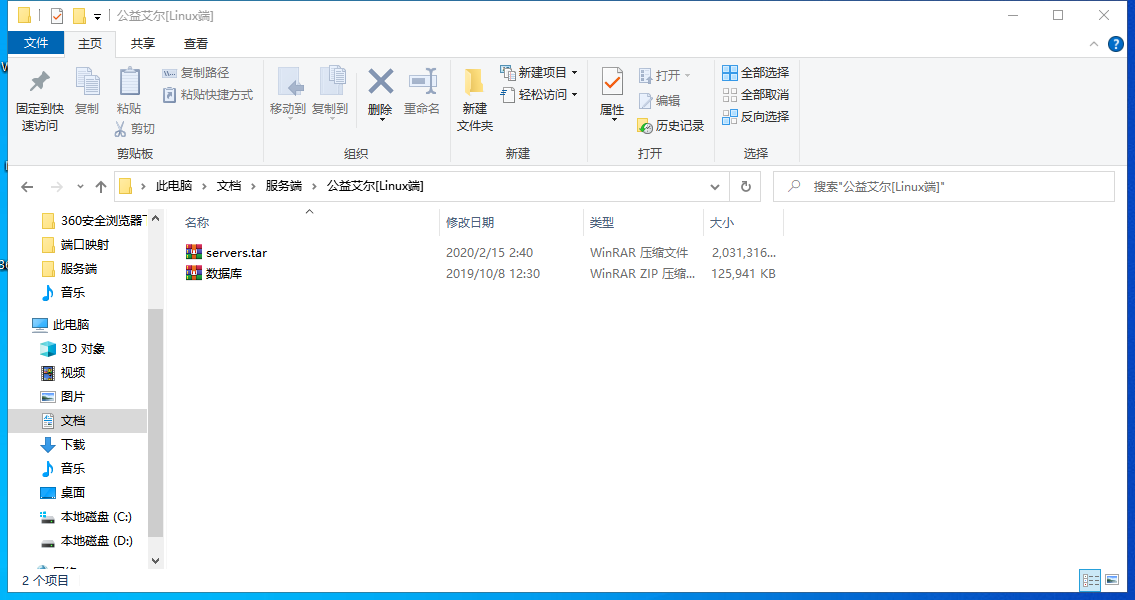 公益艾尔[Linux端]
文件 主页 共享 查看
固定到快速访问
复制
粘贴
复制路径
粘贴快捷方式
剪切
剪贴板
移动到
复制到
删除
重命名
组织
新建文件夹
新建项目
轻松访问
新建
属性
打开
编辑
历史记录
打开
全部选择
全部取消
反向选择
选择
此电脑 › 文档 › 服务端 › 公益艾尔[Linux端]
搜索"公益艾尔[Linux端]"
360安全浏览器下
端口映射
服务端
音乐
此电脑
3D 对象
视频
图片
文档
下载
音乐
桌面
本地磁盘 (C:)
本地磁盘 (D:)
名称 修改日期 类型 大小
servers.tar 2020/2/15 2:40 WinRAR 压缩文件 2,031,316...
数据库 2019/10/8 12:30 WinRAR ZIP 压缩... 125,941 KB
2 个项目